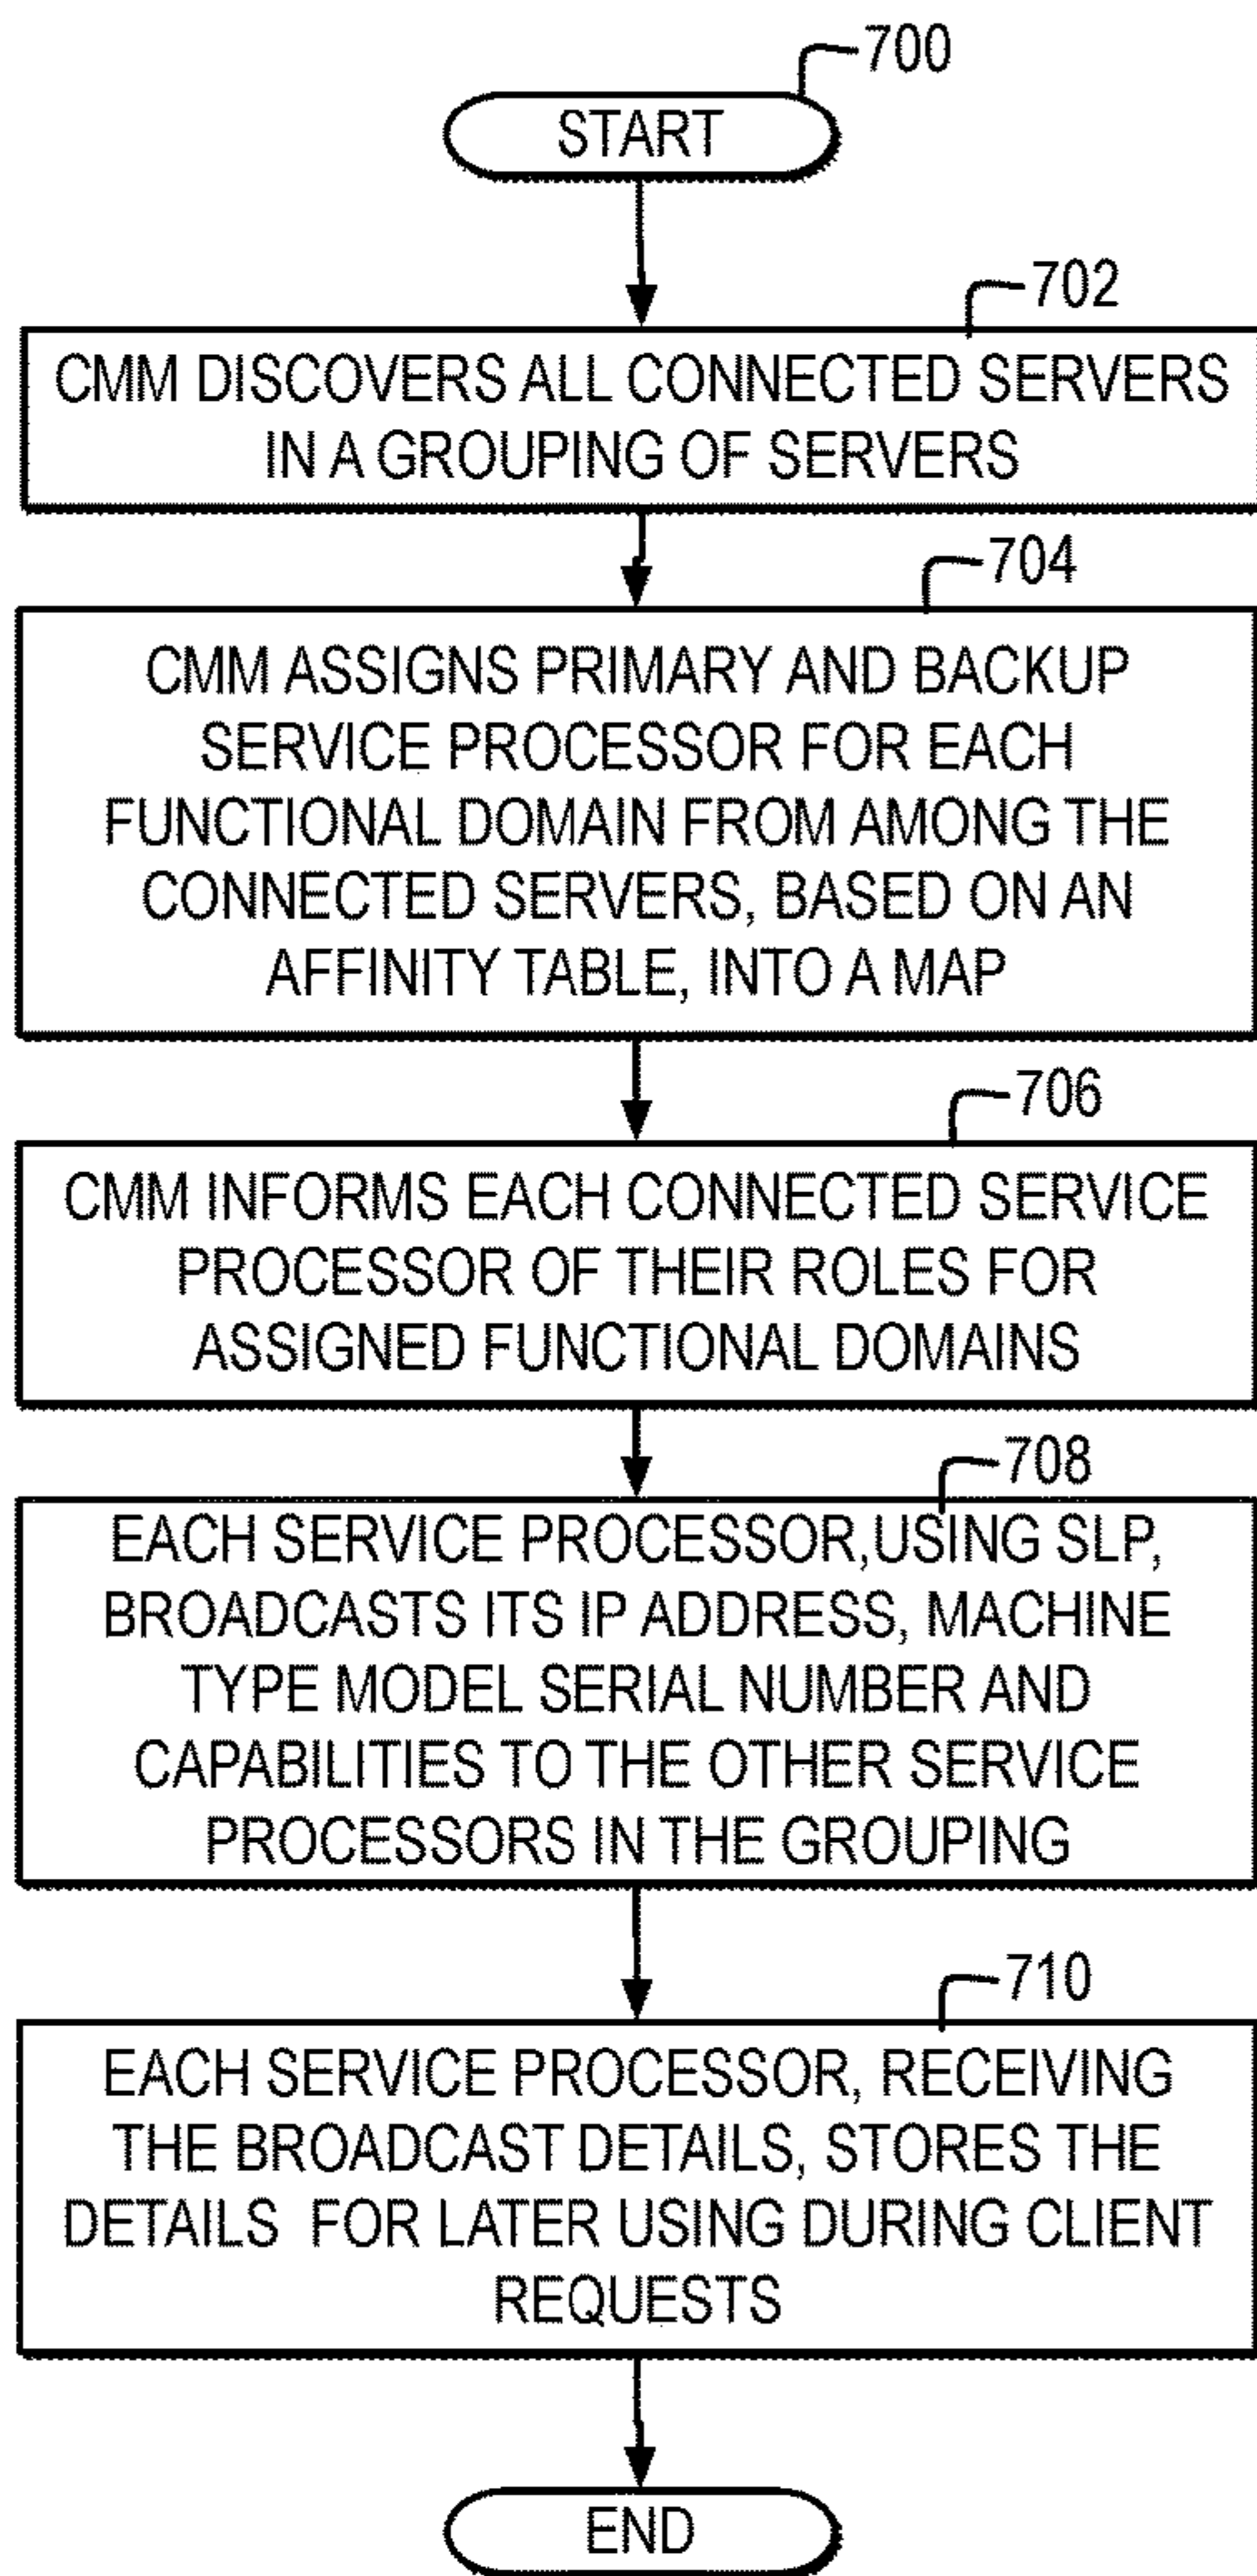 700
START
702
CMM DISCOVERS ALL CONNECTED SERVERS
IN A GROUPING OF SERVERS
704
CMM ASSIGNS PRIMARY AND BACKUP
SERVICE PROCESSOR FOR EACH
FUNCTIONAL DOMAIN FROM AMONG THE
CONNECTED SERVERS, BASED ON AN
AFFINITY TABLE, INTO A MAP
706
CMM INFORMS EACH CONNECTED SERVICE
PROCESSOR OF THEIR ROLES FOR
ASSIGNED FUNCTIONAL DOMAINS
708
EACH SERVICE PROCESSOR,USING SLP,
BROADCASTS ITS IP ADDRESS, MACHINE
TYPE MODEL SERIAL NUMBER AND
CAPABILITIES TO THE OTHER SERVICE
PROCESSORS IN THE GROUPING
710
EACH SERVICE PROCESSOR, RECEIVING
THE BROADCAST DETAILS, STORES THE
DETAILS FOR LATER USING DURING CLIENT
REQUESTS
END